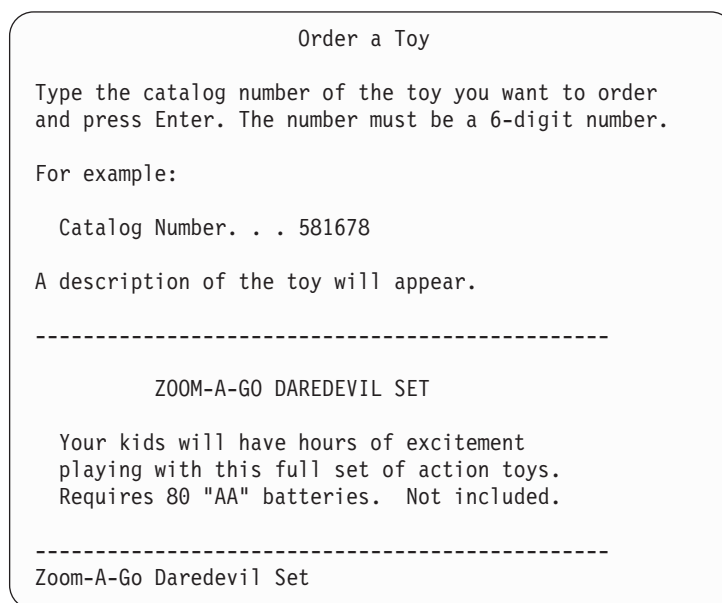 Order a Toy
Type the catalog number of the toy you want to order
and press Enter. The number must be a 6-digit number.
For example:
Catalog Number. . . 581678
A description of the toy will appear.
------------------------------------------------
ZOOM-A-GO DAREDEVIL SET
Your kids will have hours of excitement
playing with this full set of action toys.
Requires 80 "AA" batteries.  Not included.
------------------------------------------------
Zoom-A-Go Daredevil Set